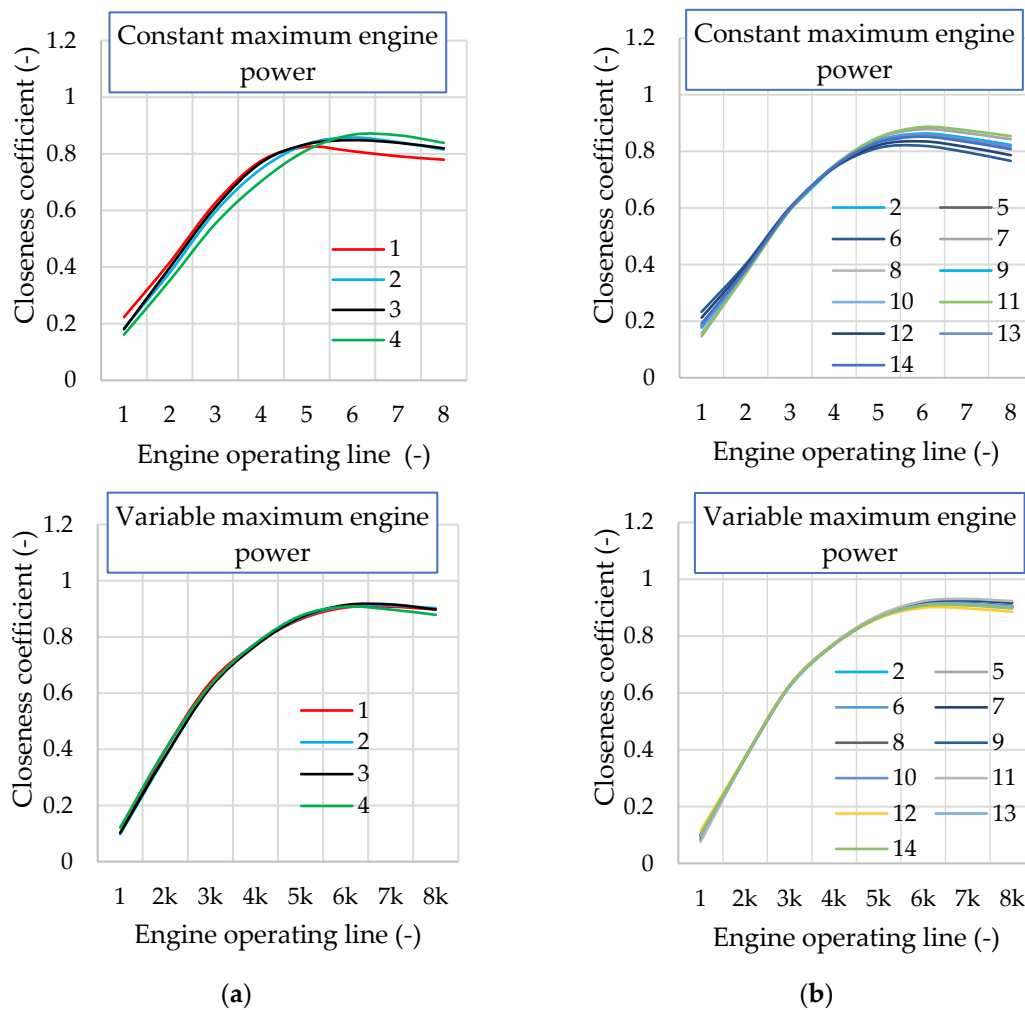 Constant maximum engine
power
Closeness coefficient (-)
1.2
1
0.8
0.6
0.4
0.2
0
1
2
3
4
1 2 3 4 5 6 7 8
Engine operating line (-)
Constant maximum engine
power
Closeness coefficient (-)
1.2
1
0.8
0.6
0.4
0.2
0
2 5
6 7
8 9
10 11
12 13
14
1 2 3 4 5 6 7 8
Engine operating line (-)
Variable maximum engine
power
Closeness coefficient (-)
1.2
1
0.8
0.6
0.4
0.2
0
1
2
3
4
1 2k 3k 4k 5k 6k 7k 8k
Engine operating line (-)
(a)
Variable maximum engine
power
Closeness coefficient (-)
1.2
1
0.8
0.6
0.4
0.2
0
2 5
6 7
8 9
10 11
12 13
14
1 2k 3k 4k 5k 6k 7k 8k
Engine operating line (-)
(b)